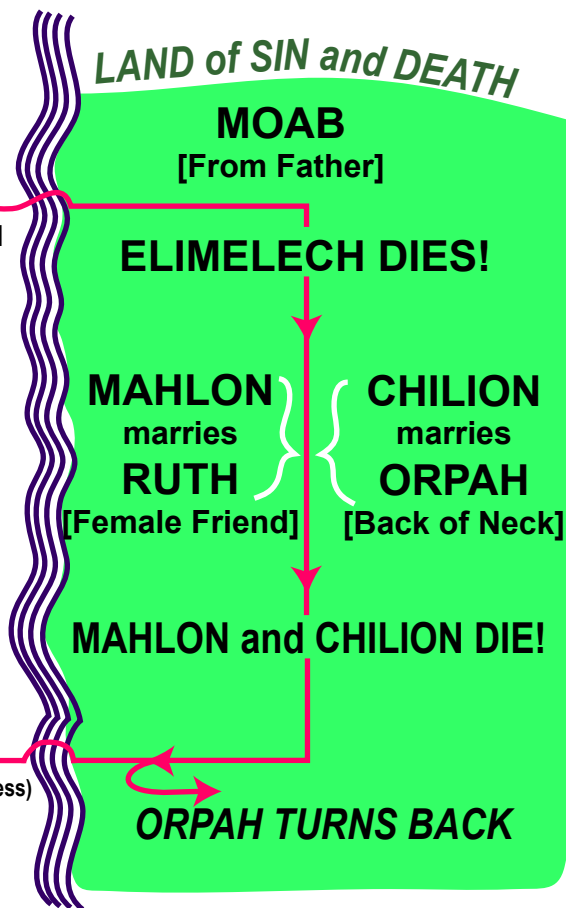 LAND of SIN and DEATH
MOAB
[From Father]
ELIMELECH DIES!
MAHLON
marries
RUTH
[Female Friend]
CHILION
marries
ORPAH
[Back of Neck]
MAHLON and CHILION DIE!
ess)
ORPAH TURNS BACK